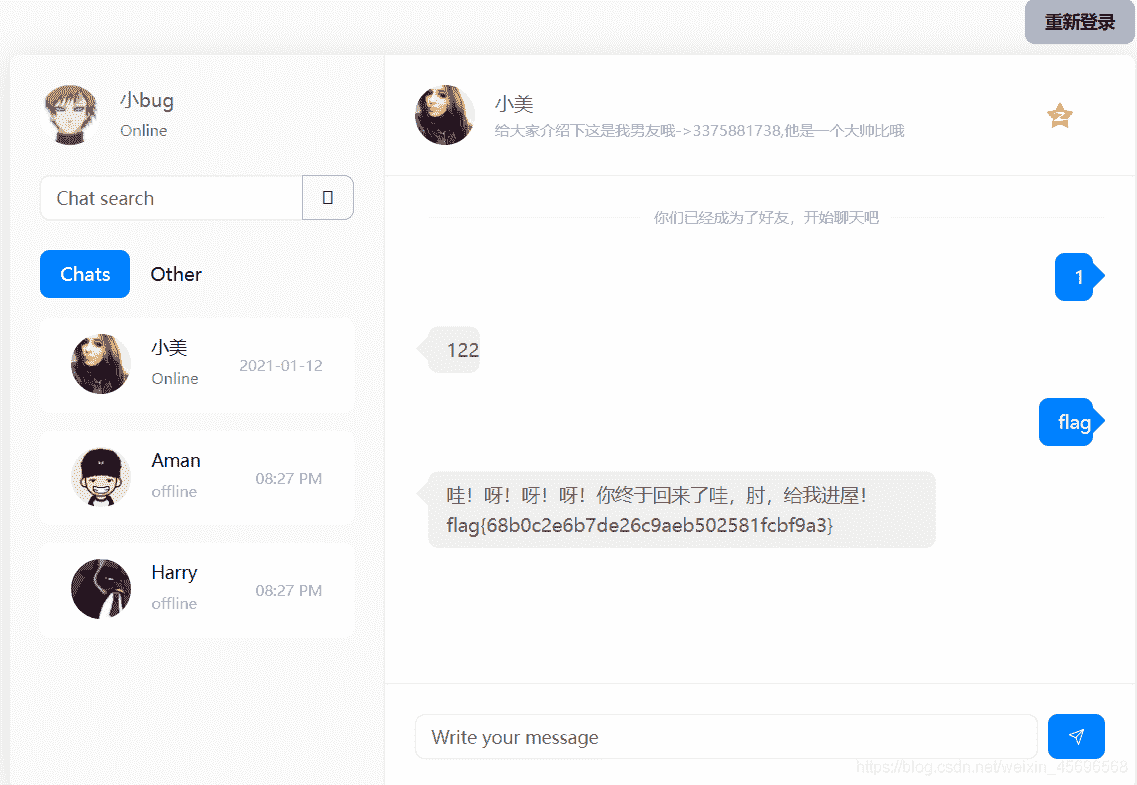 重新登录
小bug
Online
Chat search
Chats
Other
小美
Online
2021-01-12
Aman
offline
08:27 PM
Harry
offline
08:27 PM
小美
给大家介绍下这是我男友哦->3375881738,他是一个大帅比哦
你们已经成为了好友，开始聊天吧
1
122
flag
哇！呀！呀！呀！你终于回来了哇，肘，给我进屋！
flag{68b0c2e6b7de26c9aeb502581fcbf9a3}
Write your message
https://blog.csdn.net/weixin_45696568